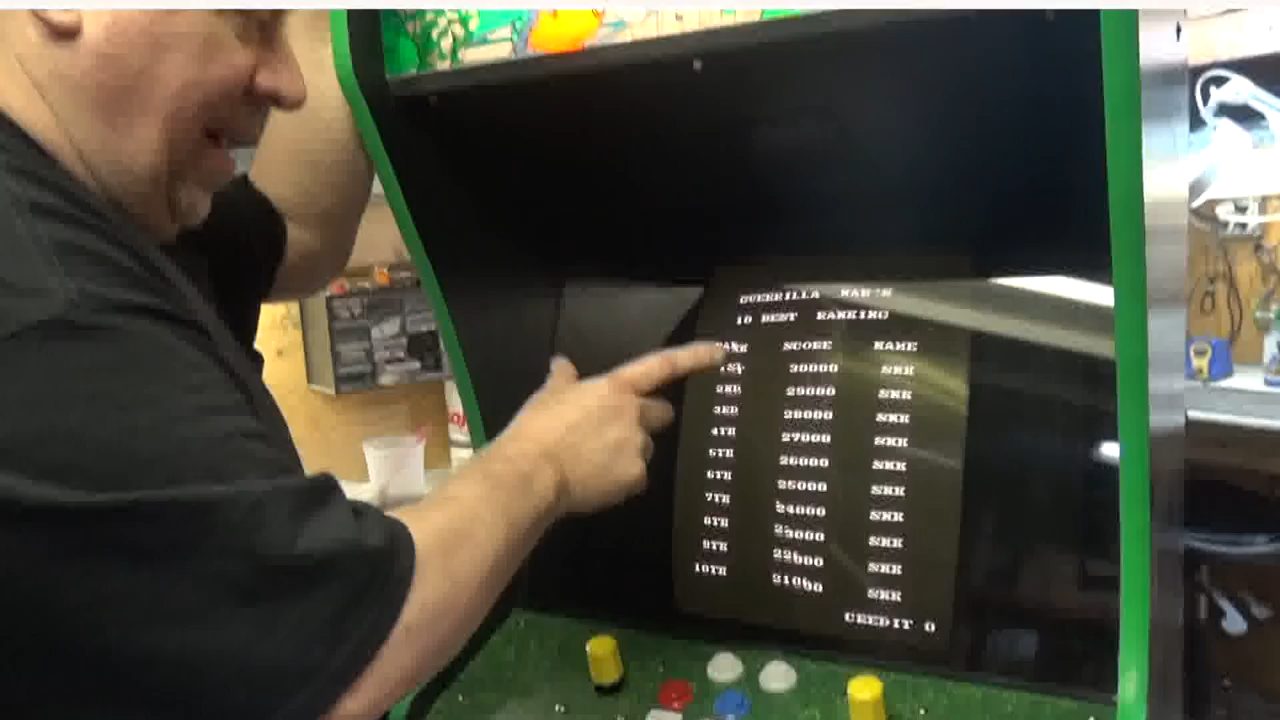 GUERRILLA WAR'S
10 BEST RANKING
RANK SCORE NAME
1ST 30000 SNK
2ND 29000 SNK
3RD 28000 SNK
4TH 27000 SNK
5TH 26000 SNK
6TH 25000 SNK
7TH 24000 SNK
8TH 23000 SNK
9TH 22000 SNK
10TH 21000 SNK
CREDIT 0